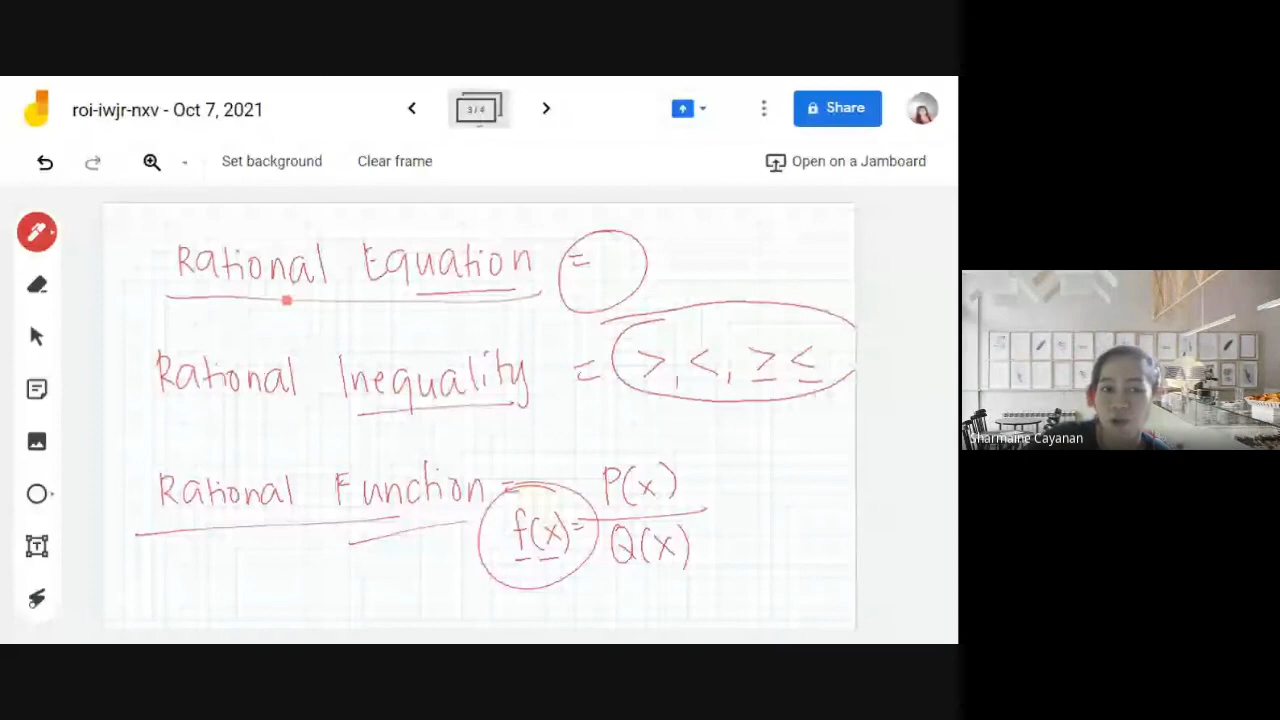 roi-iwjr-nxv - Oct 7, 2021
3 / 4
Share
Set background
Clear frame
Open on a Jamboard
Rational Equation =
Rational Inequality = >, <, ≥ ≤
Rational Function =
f(x) = P(x)/Q(x)
Sharmaine Cayanan